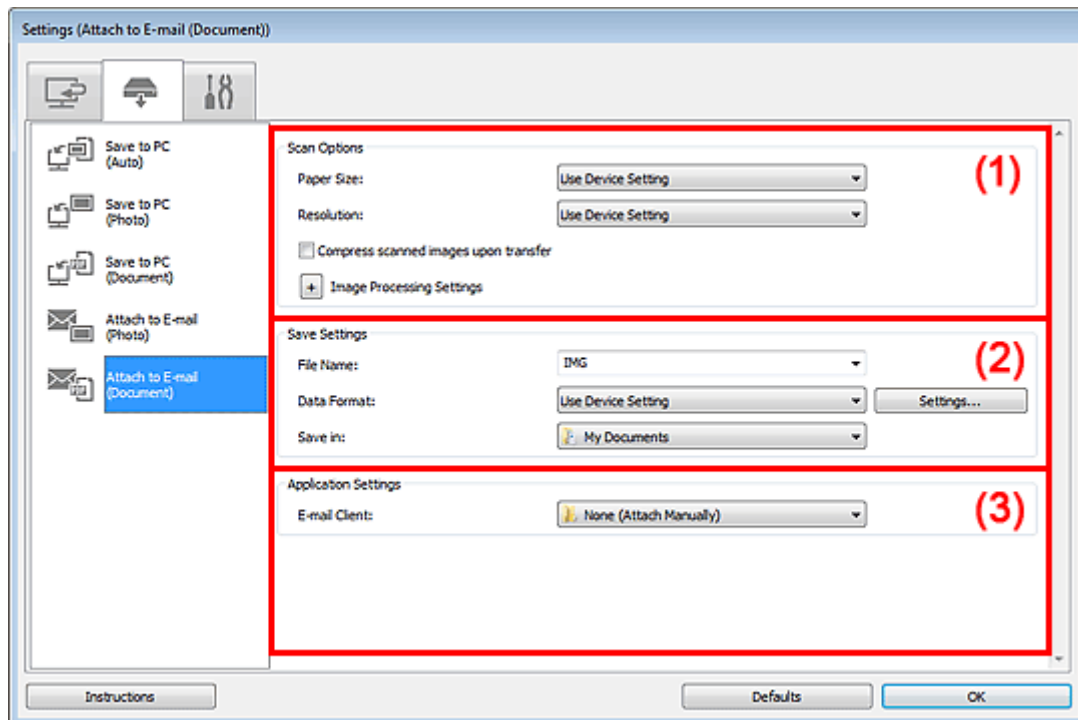 Settings (Attach to E-mail (Document))
Save to PC
(Auto)
Save to PC
(Photo)
Save to PC
(Document)
Attach to E-mail
(Photo)
Attach to E-mail
(Document)
Scan Options
(1)
Paper Size:
Use Device Setting
Resolution:
Use Device Setting
Compress scanned images upon transfer
+ Image Processing Settings
Save Settings
(2)
File Name:
IMG
Data Format:
Use Device Setting
Settings...
Save in:
My Documents
Application Settings
(3)
E-mail Client:
None (Attach Manually)
Instructions
Defaults
OK